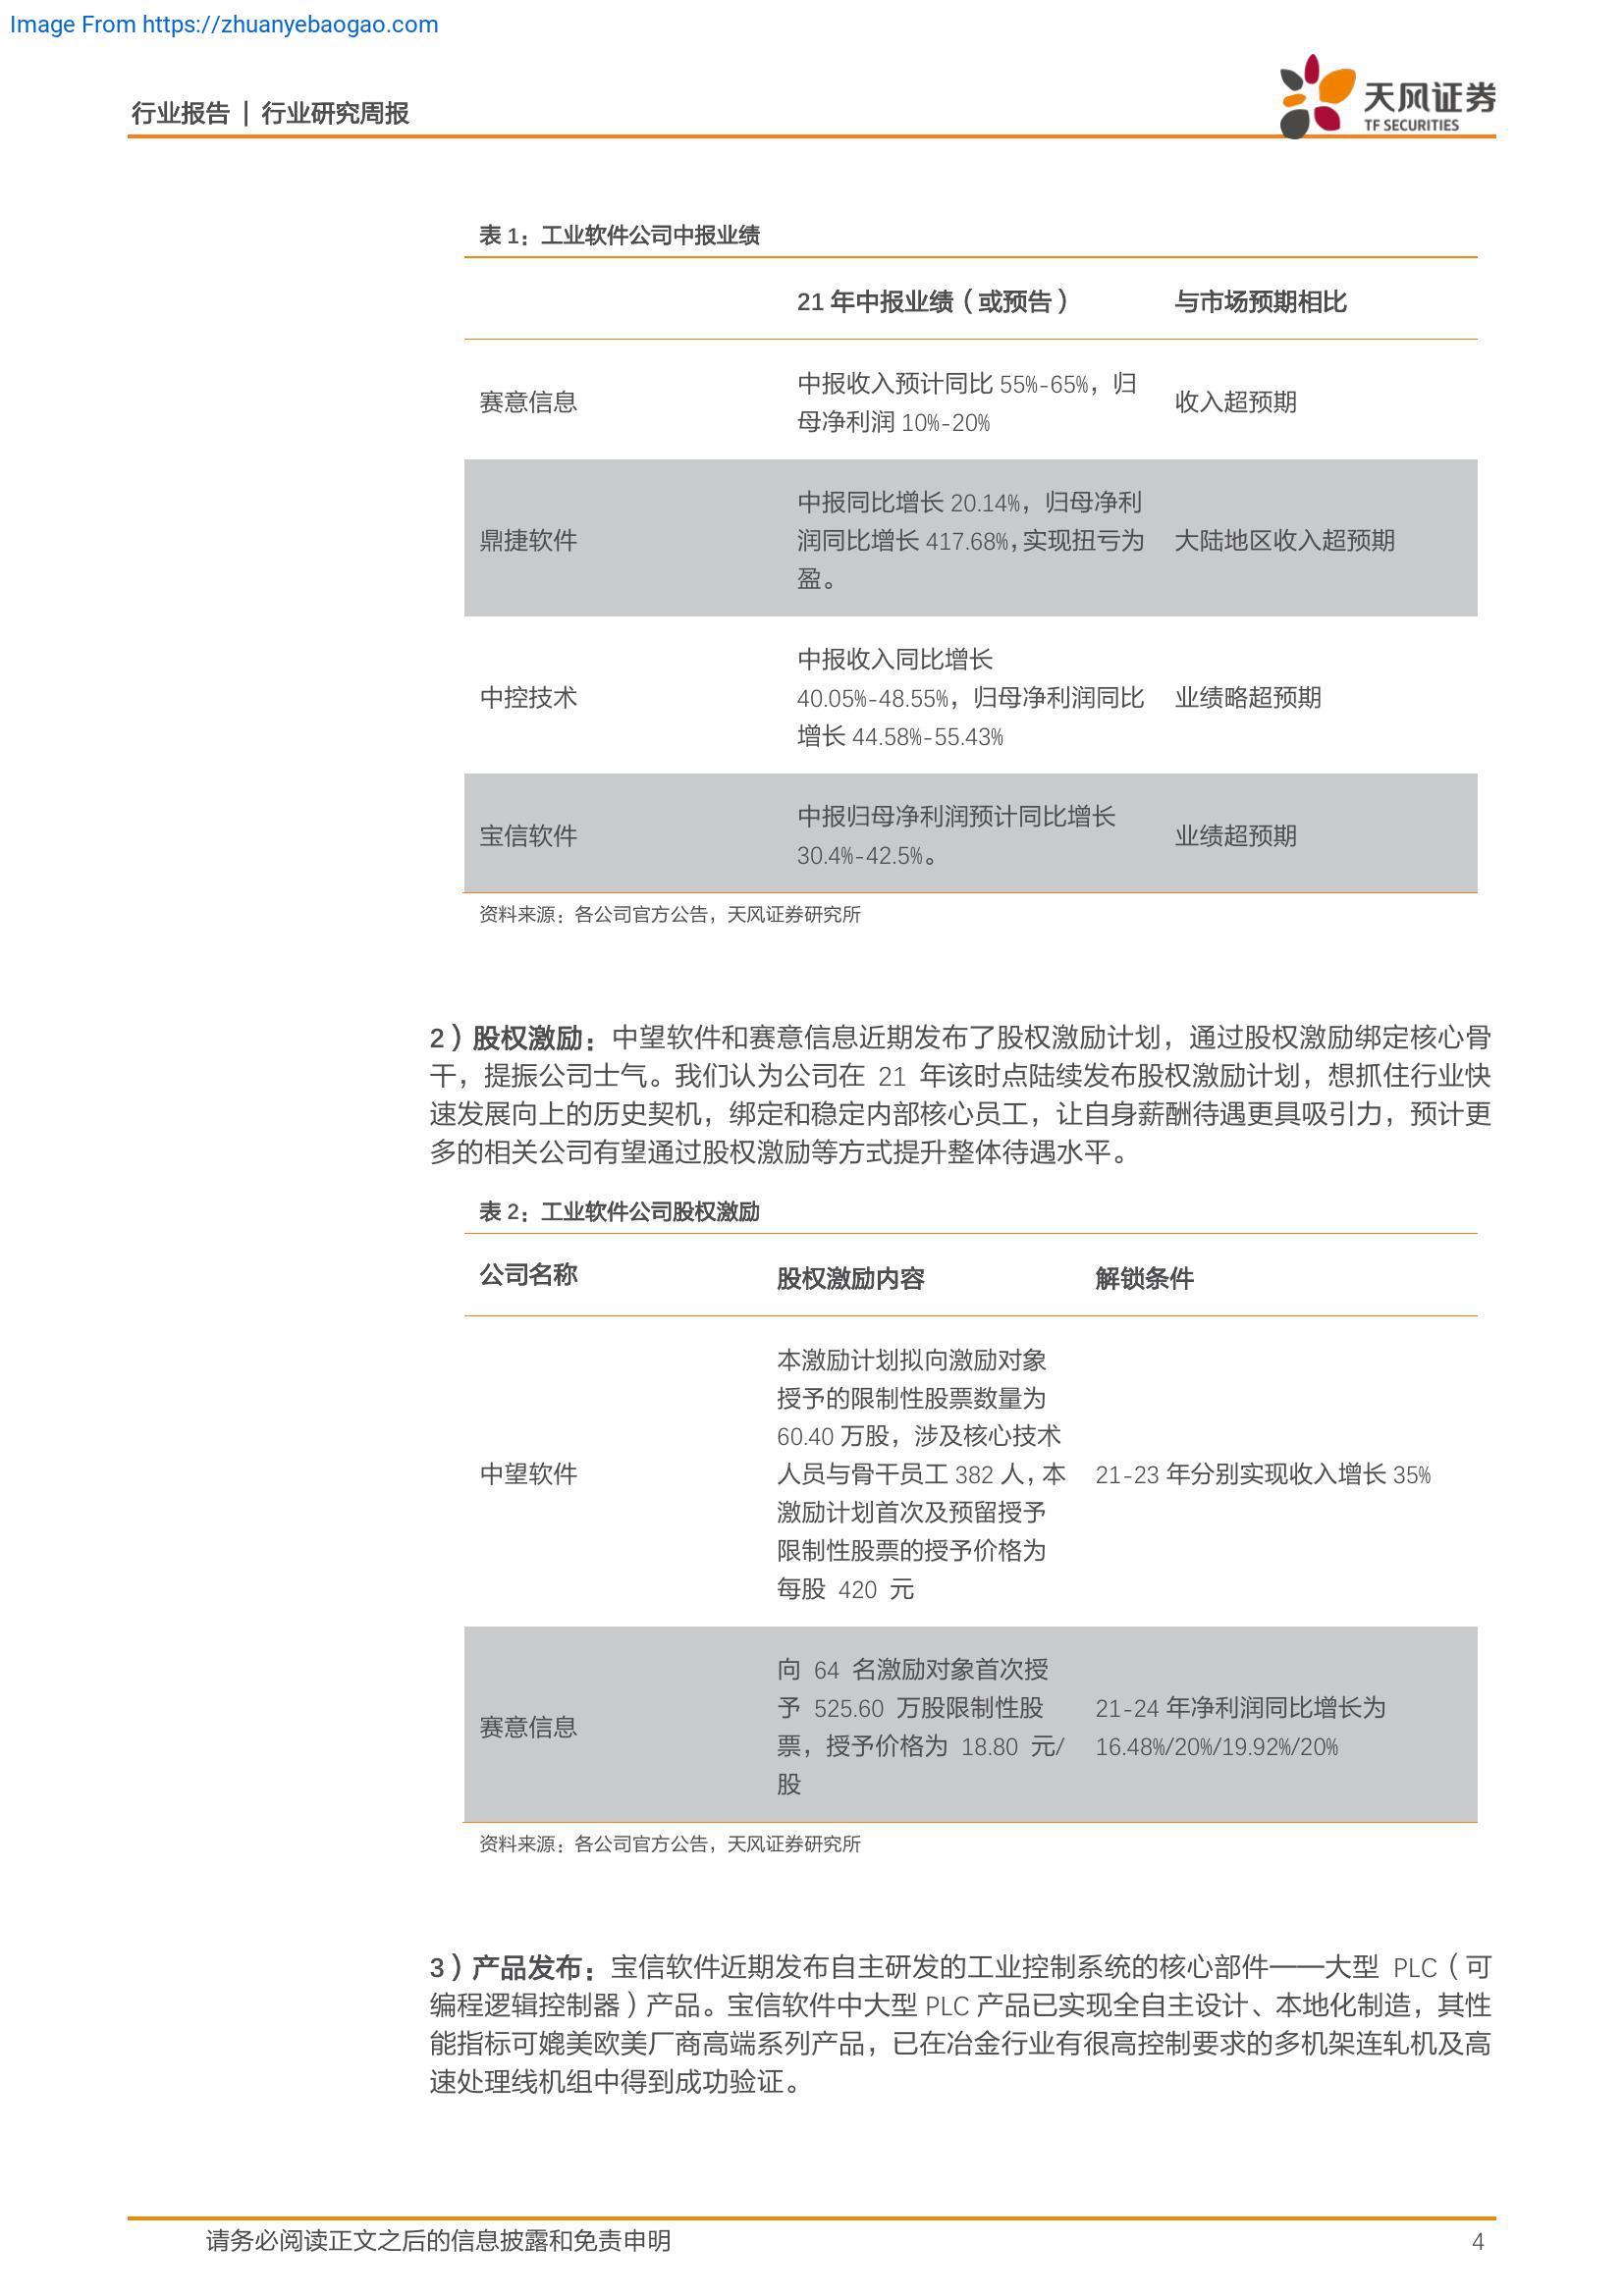 Image From https://zhuanyebaogao.com
行业报告 | 行业研究周报
天风证券
TF SECURITIES
表 1：工业软件公司中报业绩
21 年中报业绩（或预告） 与市场预期相比
赛意信息 中报收入预计同比 55%-65%，归
母净利润 10%-20% 收入超预期
鼎捷软件 中报同比增长 20.14%，归母净利
润同比增长 417.68%，实现扭亏为 大陆地区收入超预期
盈。
中报收入同比增长
中控技术 40.05%-48.55%，归母净利润同比 业绩略超预期
增长 44.58%-55.43%
宝信软件 中报归母净利润预计同比增长
30.4%-42.5%。 业绩超预期
资料来源：各公司官方公告，天风证券研究所
2）股权激励：中望软件和赛意信息近期发布了股权激励计划，通过股权激励绑定核心骨
干，提振公司士气。我们认为公司在 21 年该时点陆续发布股权激励计划，想抓住行业快
速发展向上的历史契机，绑定和稳定内部核心员工，让自身薪酬待遇更具吸引力，预计更
多的相关公司有望通过股权激励等方式提升整体待遇水平。
表 2：工业软件公司股权激励
公司名称 股权激励内容 解锁条件
本激励计划拟向激励对象
授予的限制性股票数量为
60.40 万股，涉及核心技术
中望软件 人员与骨干员工 382 人，本 21-23 年分别实现收入增长 35%
激励计划首次及预留授予
限制性股票的授予价格为
每股 420 元
向 64 名激励对象首次授
赛意信息 予 525.60 万股限制性股 21-24 年净利润同比增长为
票，授予价格为 18.80 元/ 16.48%/20%/19.92%/20%
股
资料来源：各公司官方公告，天风证券研究所
3）产品发布：宝信软件近期发布自主研发的工业控制系统的核心部件——大型 PLC（可
编程逻辑控制器）产品。宝信软件中大型 PLC 产品已实现全自主设计、本地化制造，其性
能指标可媲美欧美厂商高端系列产品，已在冶金行业有很高控制要求的多机架连轧机及高
速处理线机组中得到成功验证。
请务必阅读正文之后的信息披露和免责申明 4